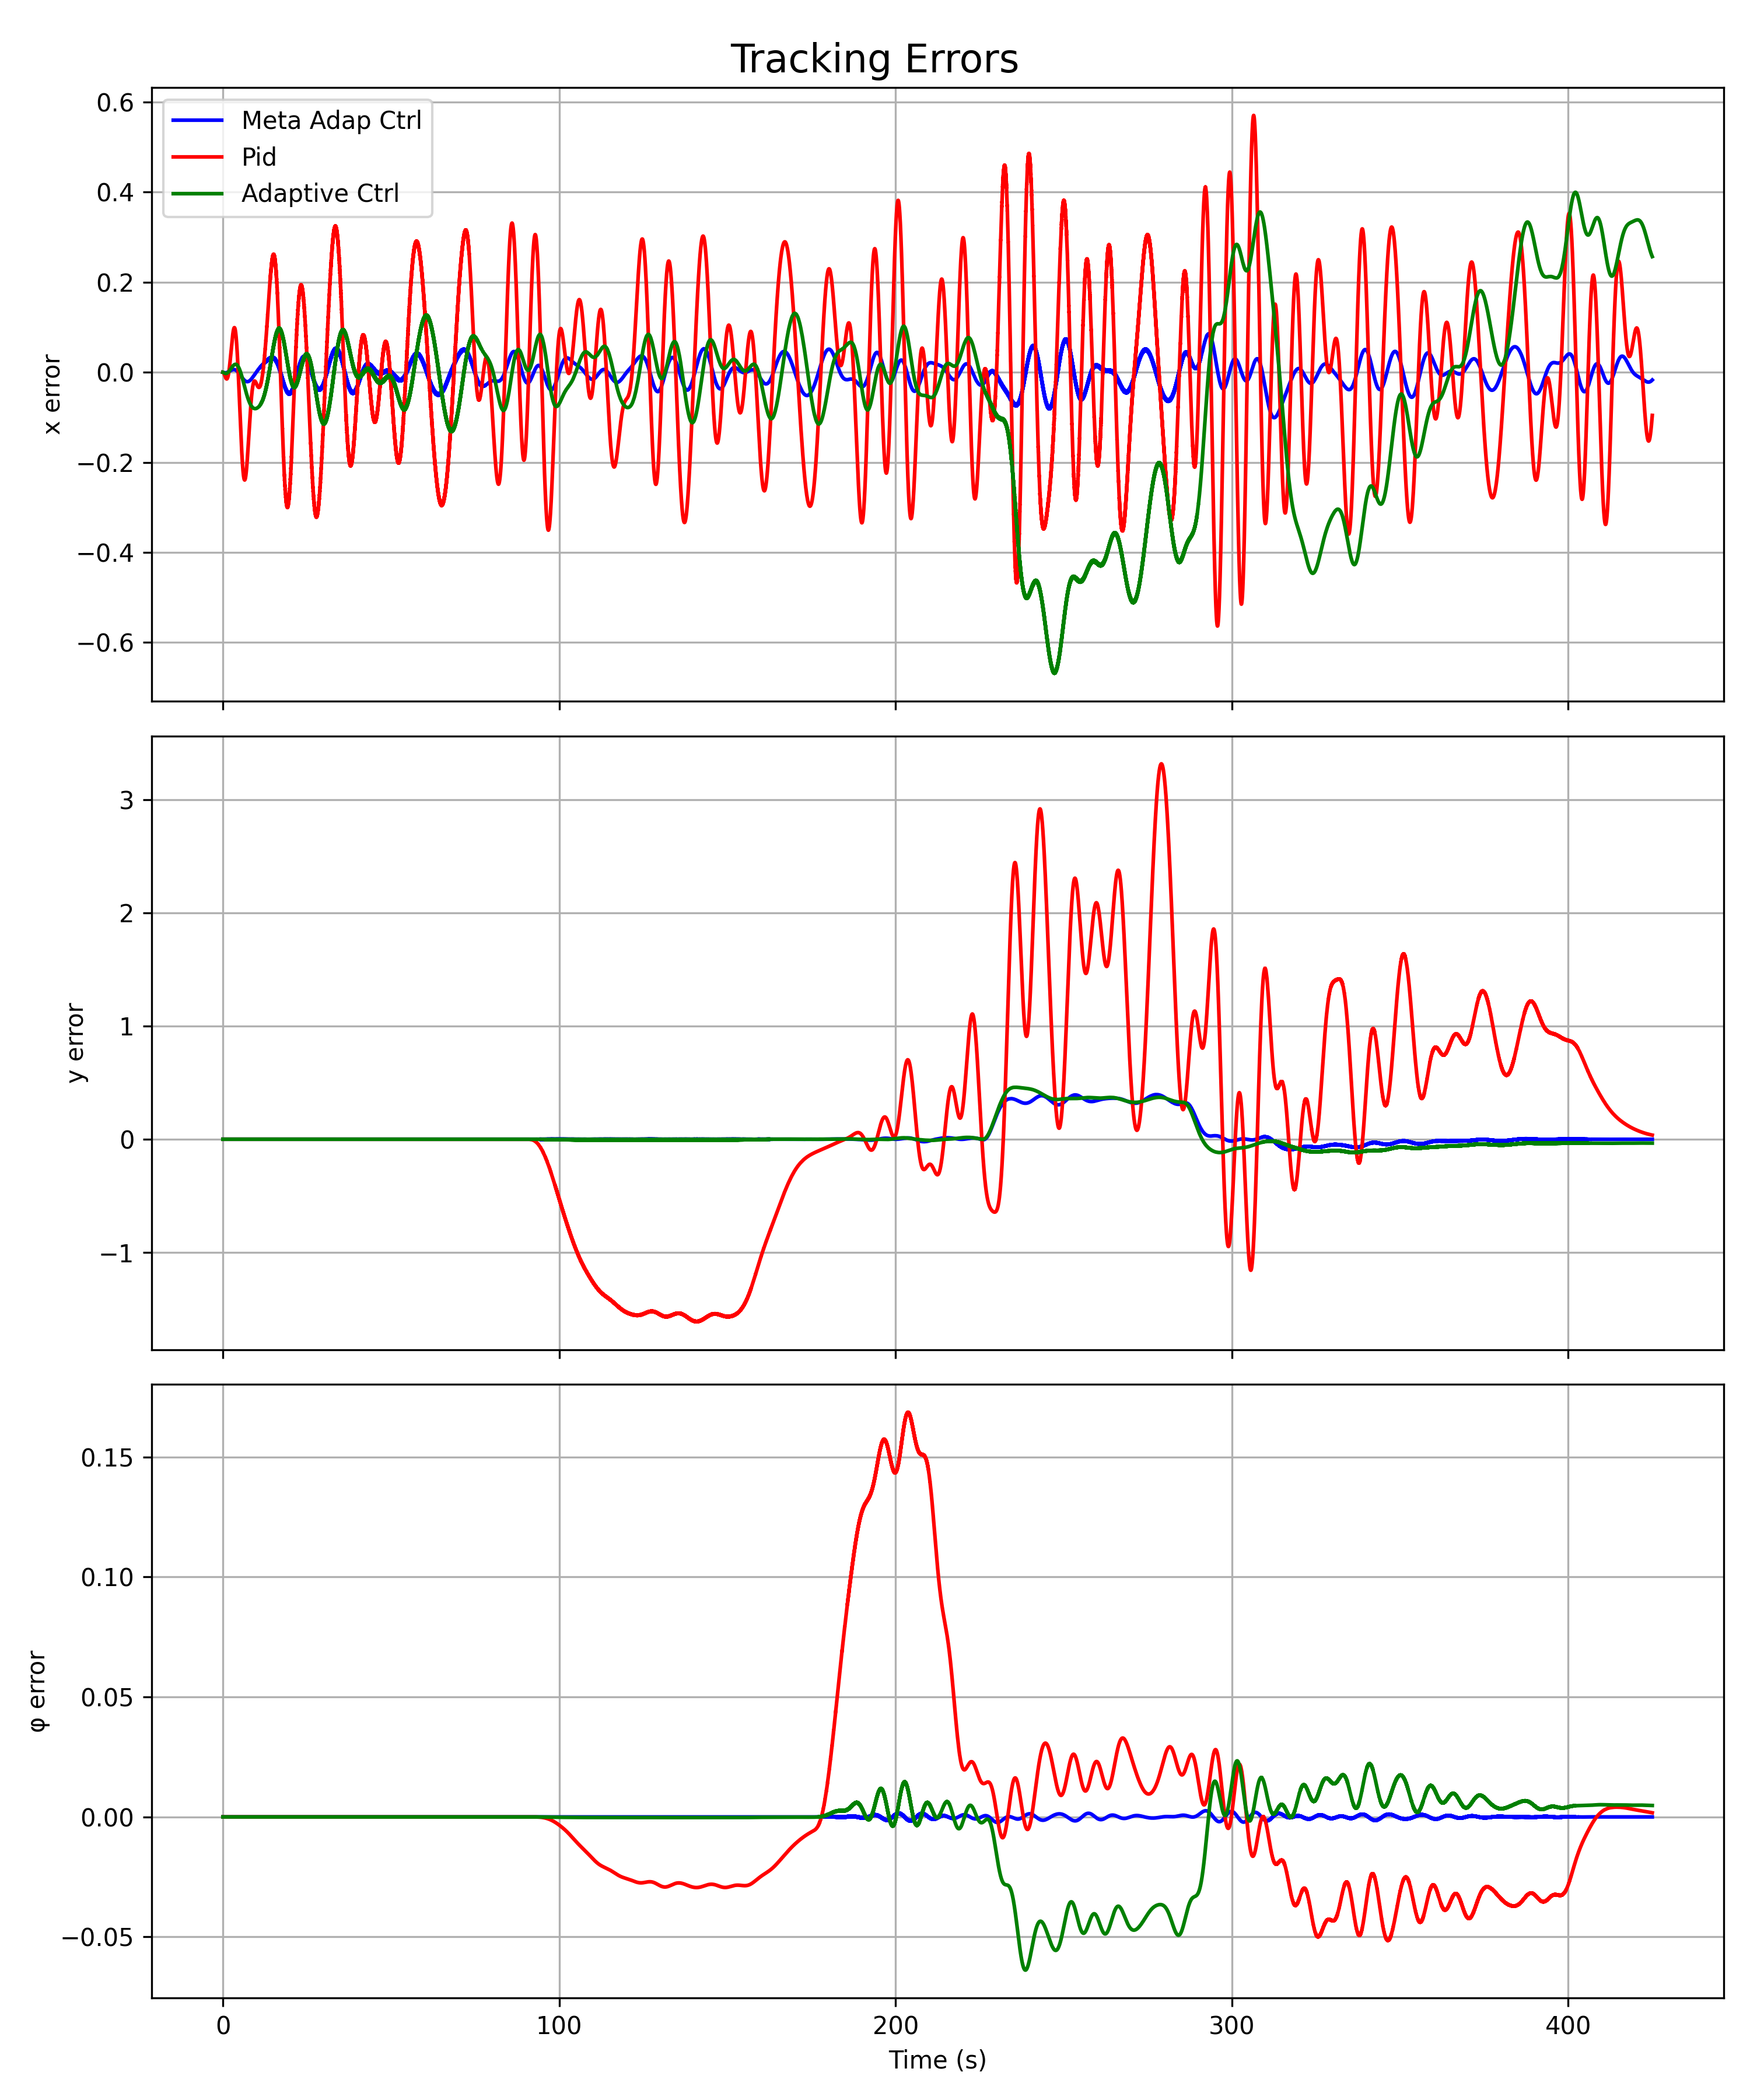 Tracking Errors
0.6
0.4
0.2
0.0
−0.2
−0.4
−0.6
x error
Meta Adap Ctrl
Pid
Adaptive Ctrl
3
2
1
0
−1
y error
0.15
0.10
0.05
0.00
−0.05
φ error
0
100
200
300
400
Time (s)